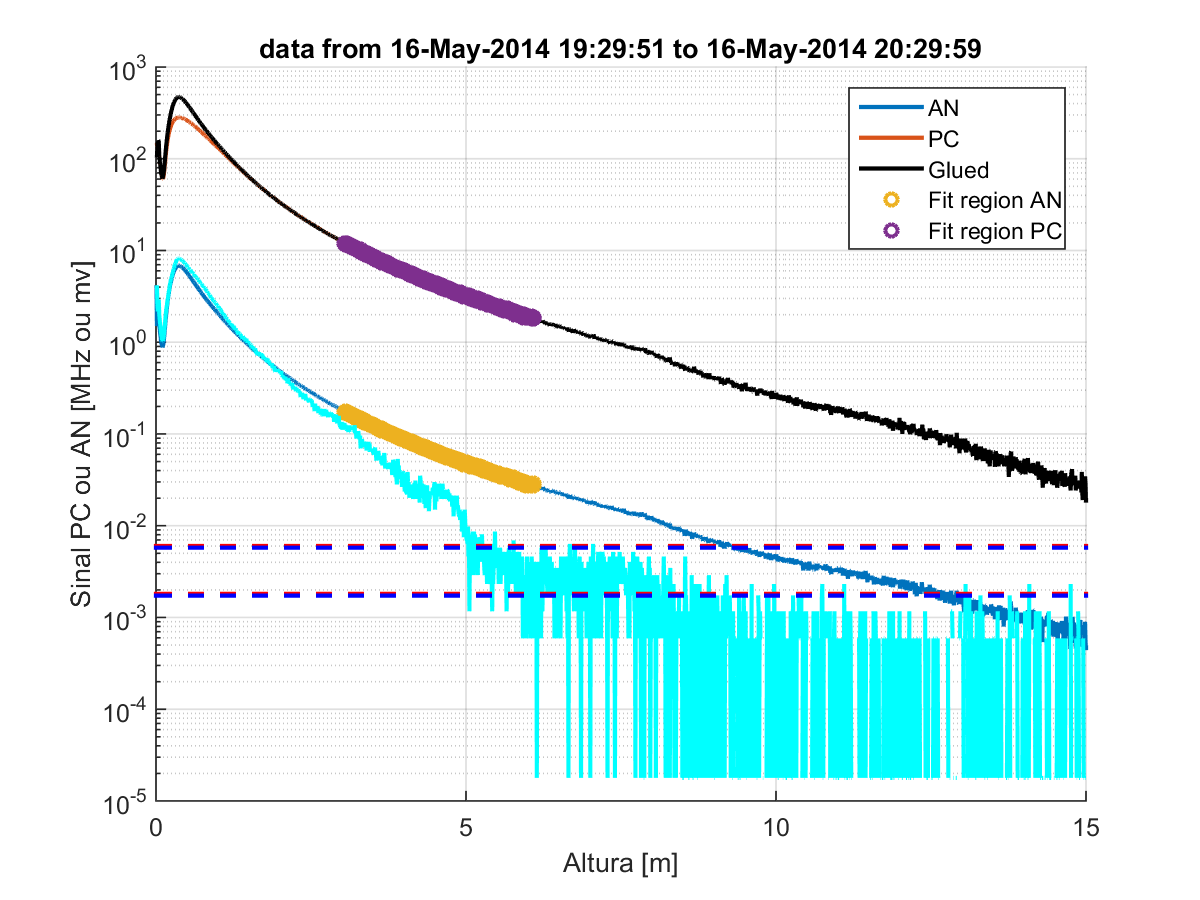 data from 16-May-2014 19:29:51 to 16-May-2014 20:29:59
10^3
10^2
10^1
10^0
10^-1
10^-2
10^-3
10^-4
10^-5
Sinal PC ou AN [MHz ou mv]
AN
PC
Glued
Fit region AN
Fit region PC
0
5
10
15
Altura [m]